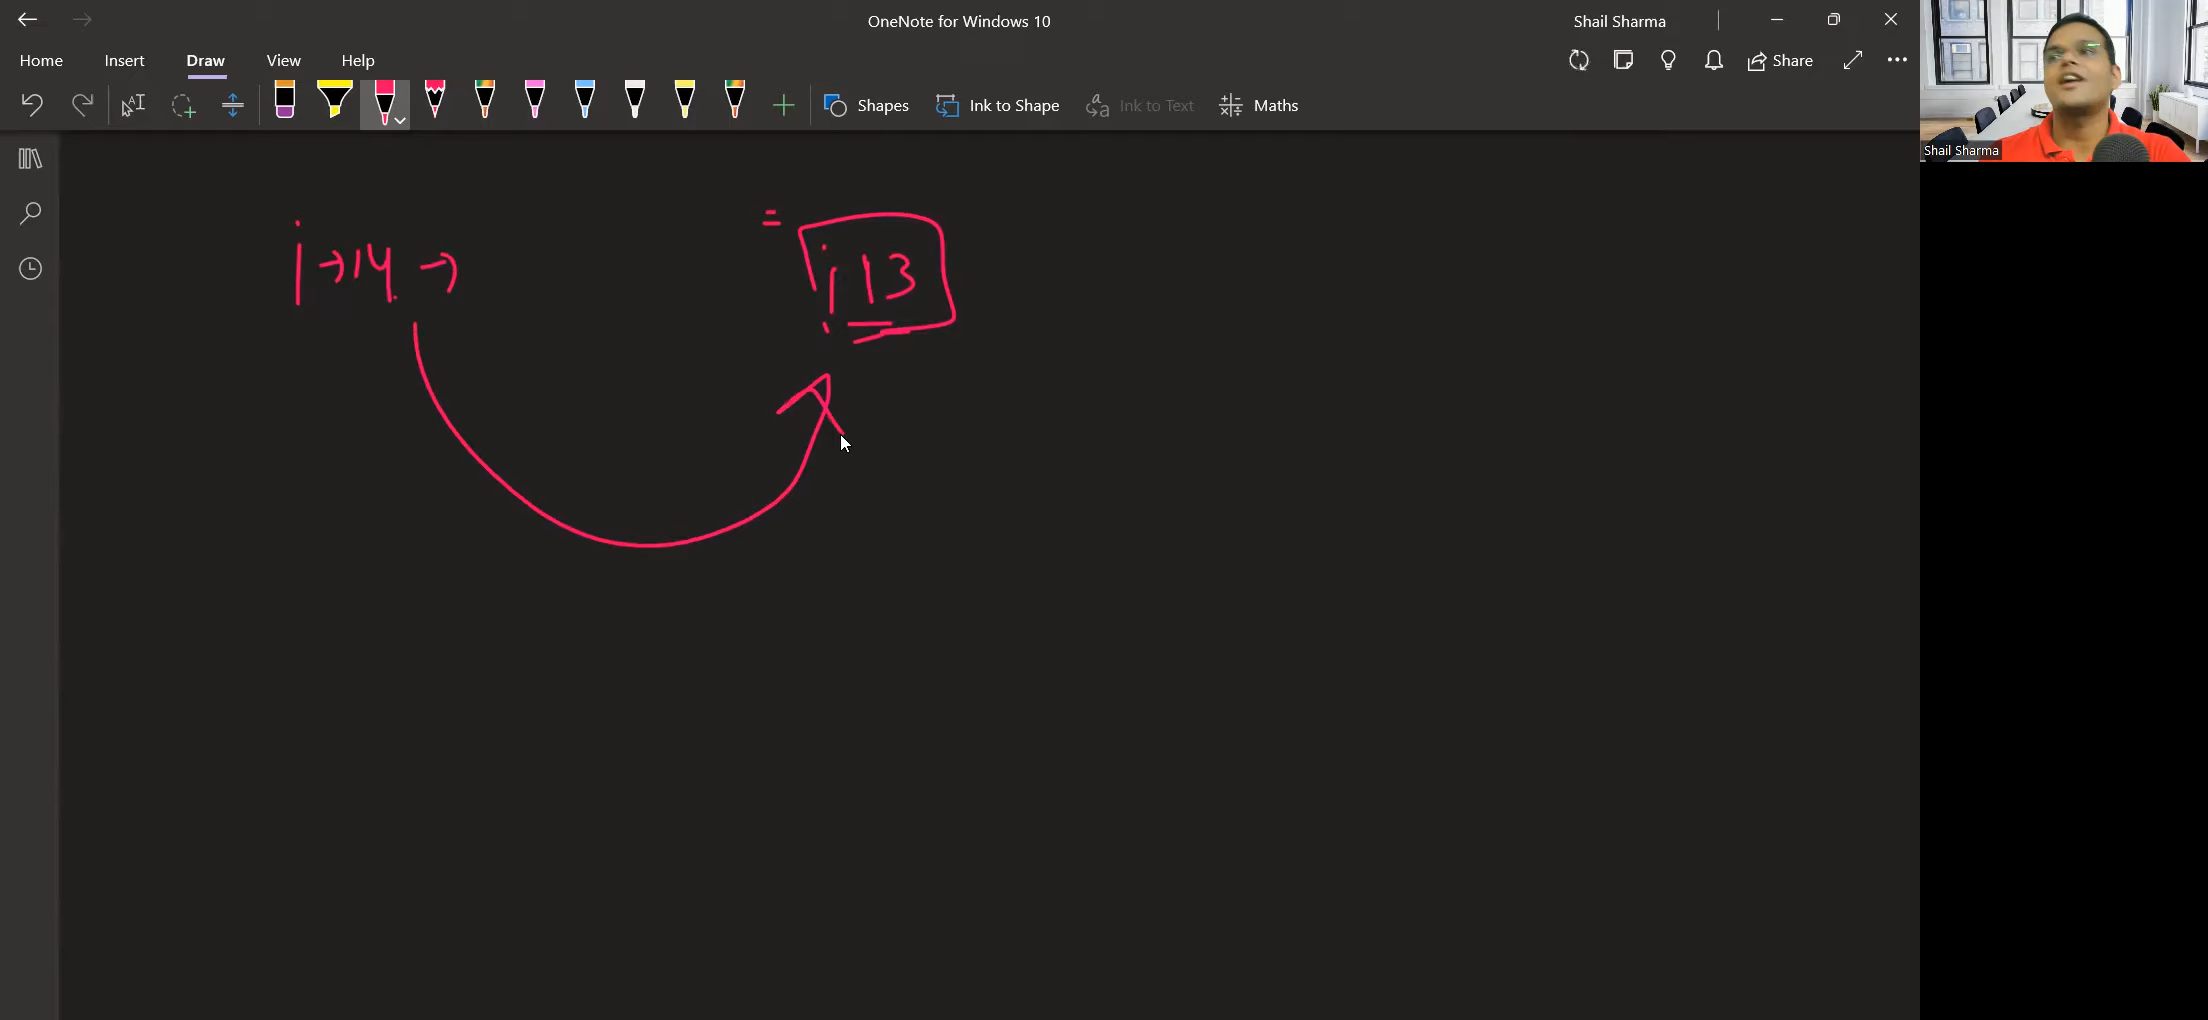 OneNote for Windows 10
Shail Sharma
Home Insert Draw View Help
Share
Shapes Ink to Shape Ink to Text Maths
Shail Sharma
=
i → 14 →
i 13